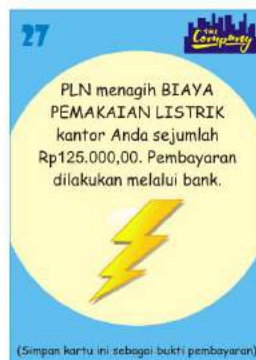 27
THE
Company
PLN menagih BIAYA
PEMAKAIAN LISTRIK
kantor Anda sejumlah
Rp125.000,00. Pembayaran
dilakukan melalui bank.
(Simpan kartu ini sebagai bukti pembayaran)